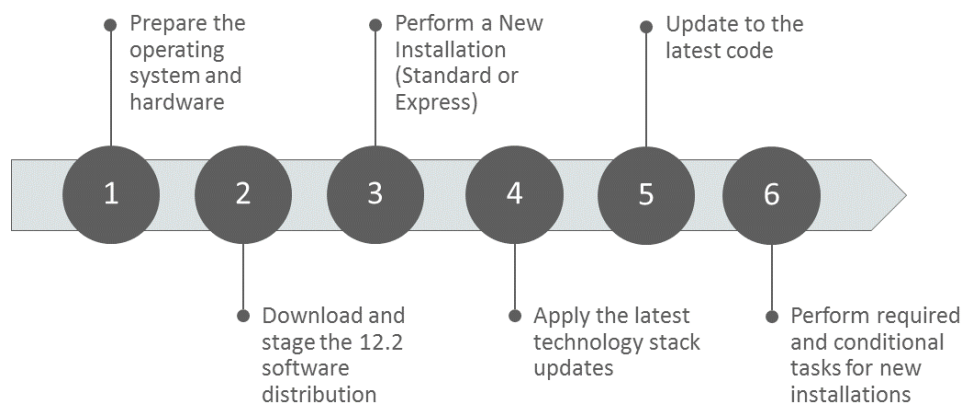 Prepare the
operating
system and
hardware
Perform a New
Installation
(Standard or
Express)
Update to the
latest code
1
2
3
4
5
6
Download and
stage the 12.2
software
distribution
Apply the latest
technology stack
updates
Perform required
and conditional
tasks for new
installations